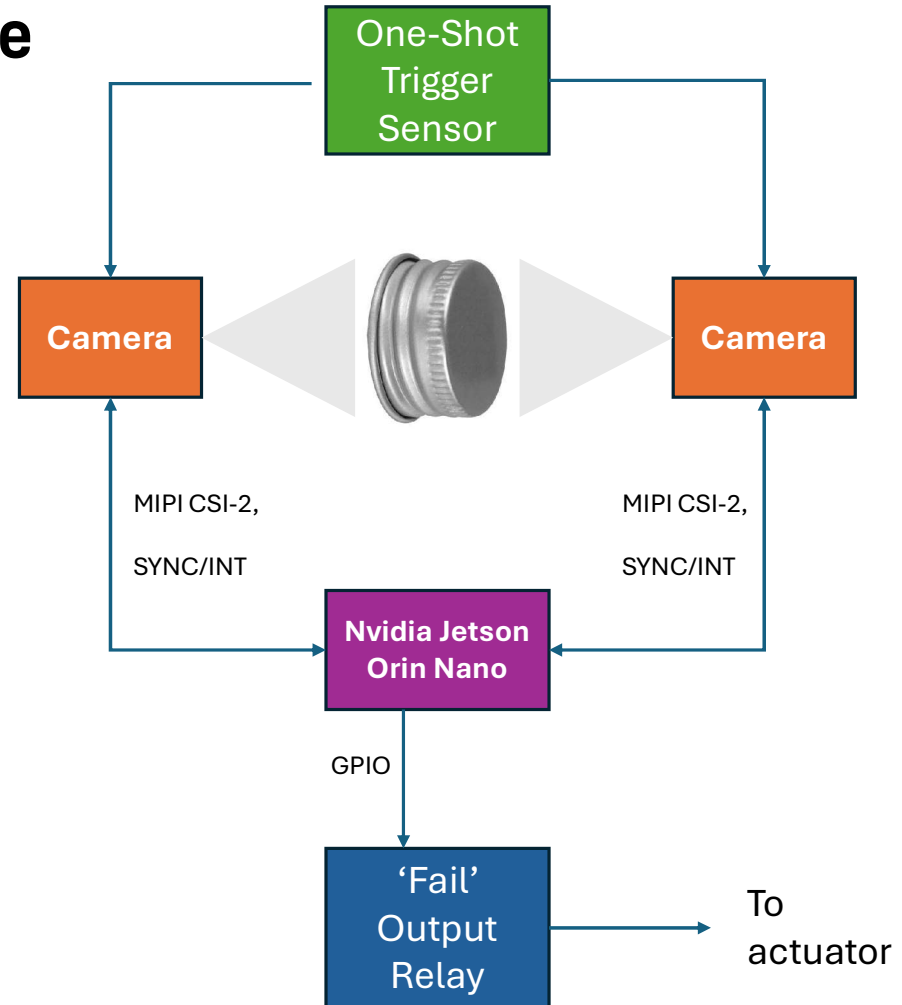 e
One-Shot
Trigger
Sensor
Camera
Camera
MIPI CSI-2,
SYNC/INT
MIPI CSI-2,
SYNC/INT
Nvidia Jetson
Orin Nano
GPIO
‘Fail’
Output
Relay
To
actuator